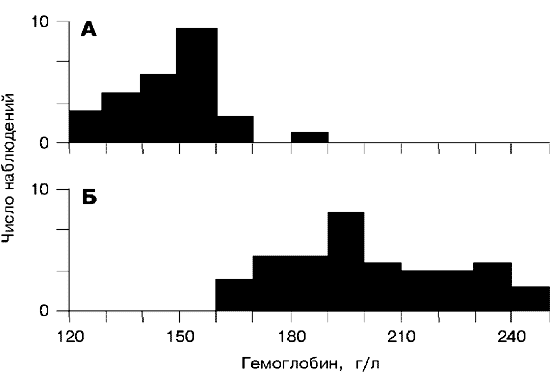 10
А
0
10
Б
0
Число наблюдений
120 150 180 210 240
Гемоглобин, г/л